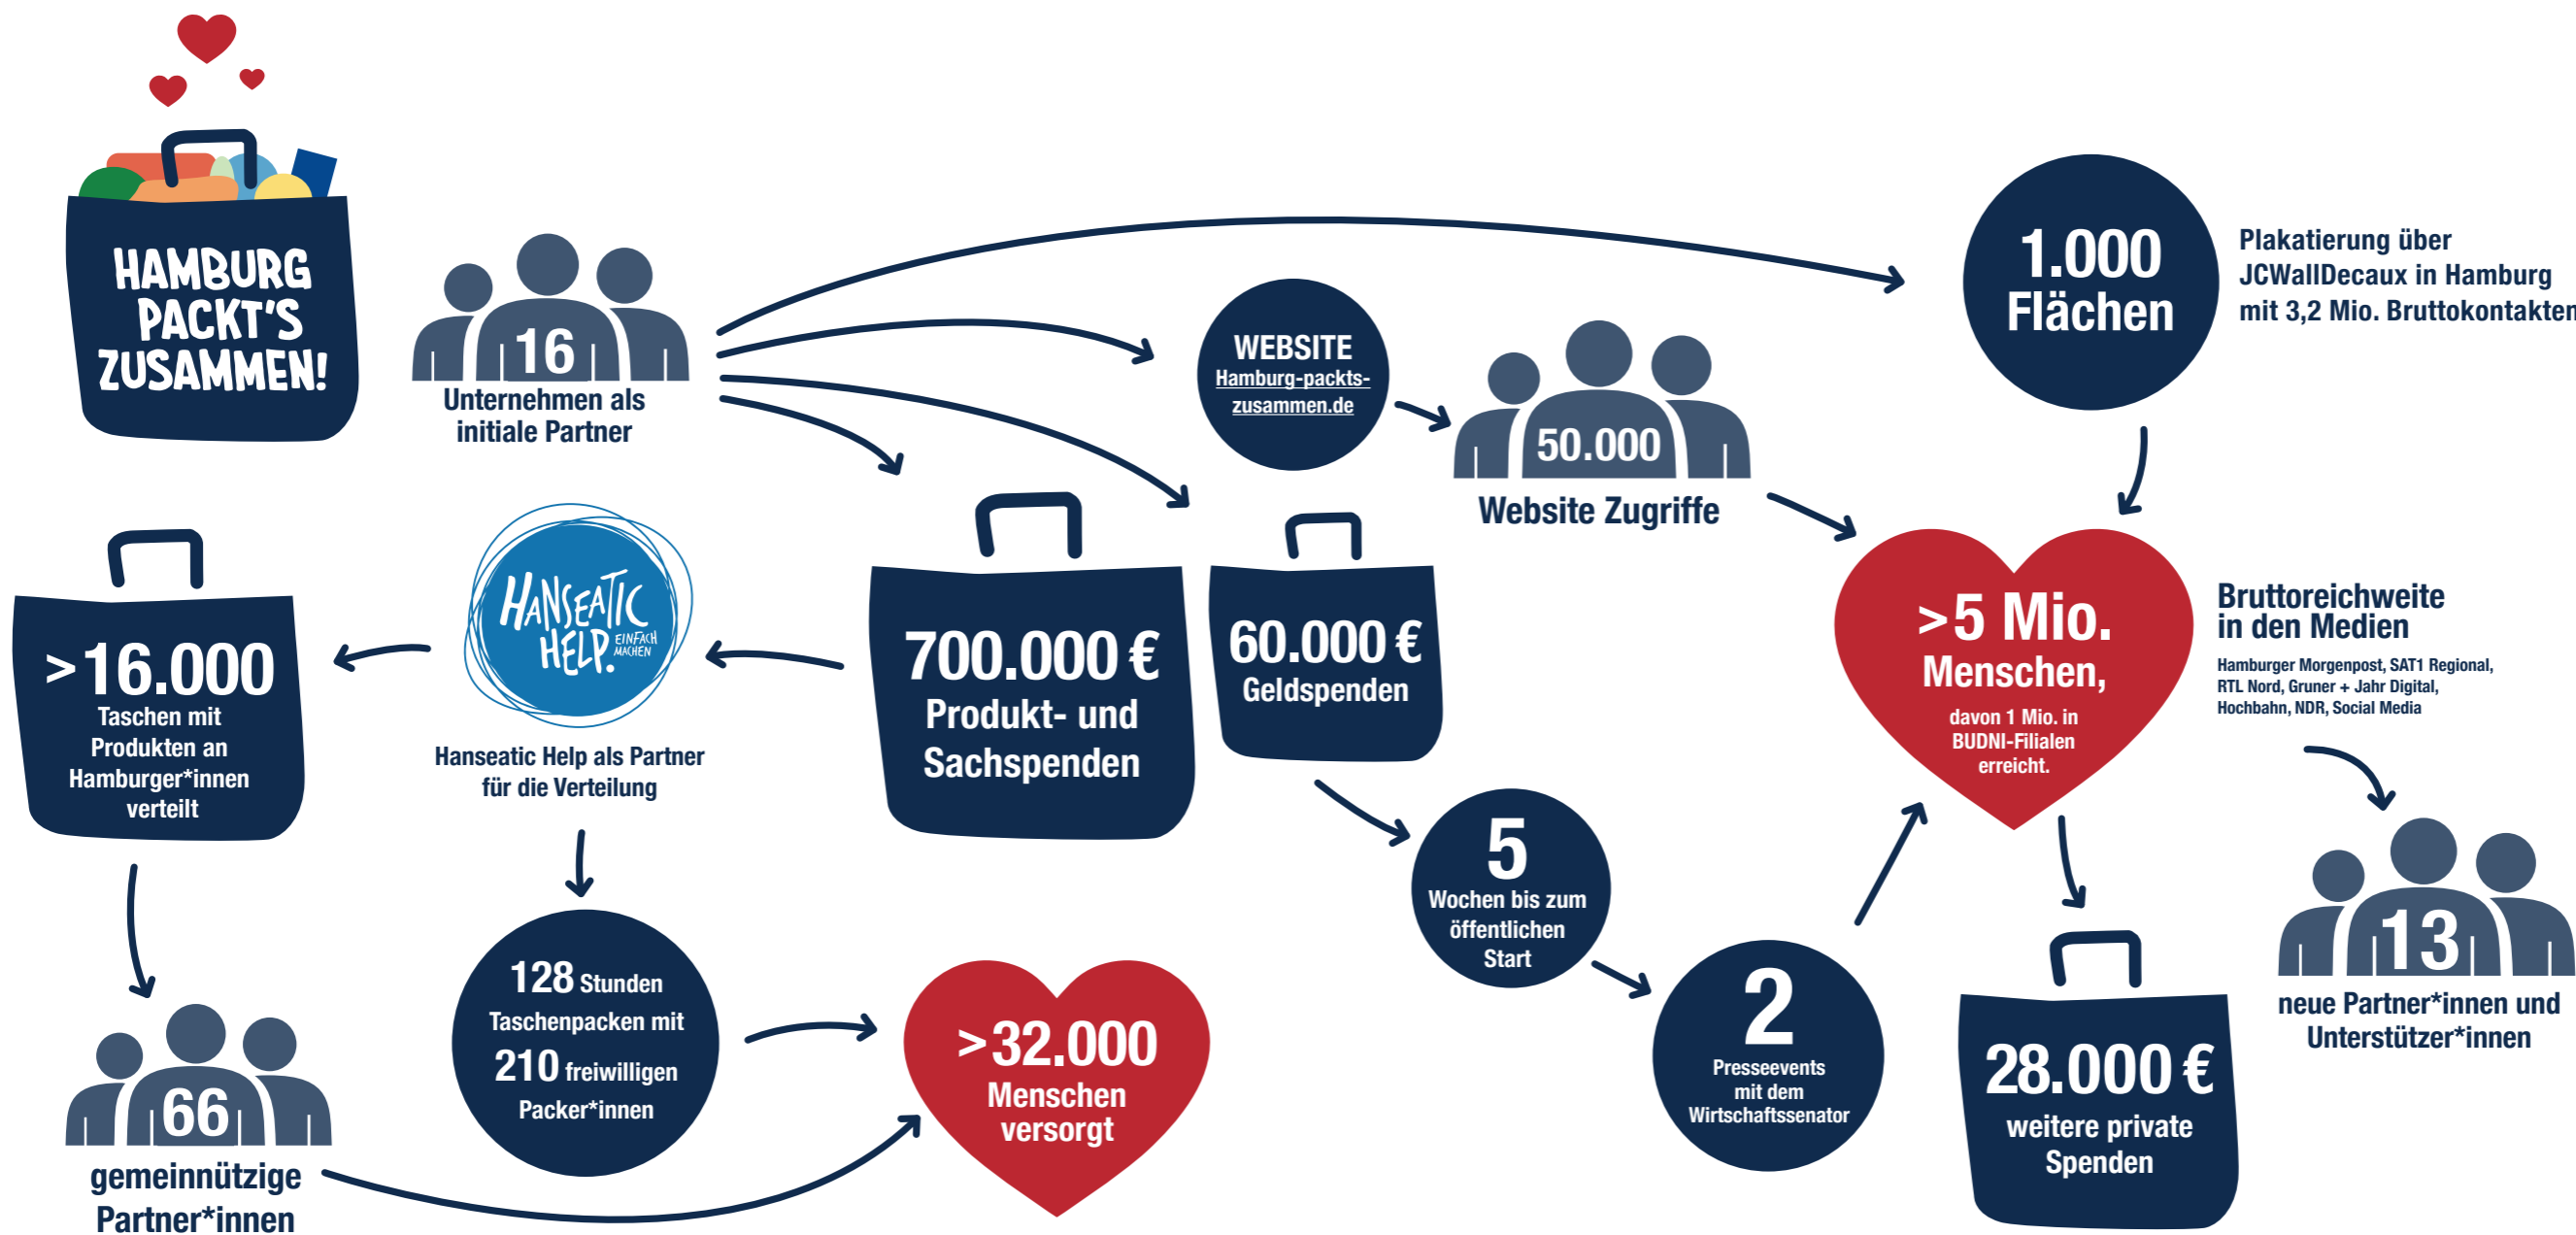 HAMBURG
PACKT'S
ZUSAMMEN!
16
Unternehmen als
initiale Partner
WEBSITE
Hamburg-packts-
zusammen.de
50.000
Website Zugriffe
1.000
Flächen
Plakatierung über
JCWallDecaux in Hamburg
mit 3,2 Mio. Bruttokontakten
>16.000
Taschen mit
Produkten an
Hamburger*innen
verteilt
HANSEATIC
HELP.
EINFACH
MACHEN
Hanseatic Help als Partner
für die Verteilung
700.000 €
Produkt- und
Sachspenden
60.000 €
Geldspenden
>5 Mio.
Menschen,
davon 1 Mio. in
BUDNI-Filialen
erreicht.
Bruttoreichweite
in den Medien
Hamburger Morgenpost, SAT1 Regional,
RTL Nord, Gruner + Jahr Digital,
Hochbahn, NDR, Social Media
66
gemeinnützige
Partner*innen
128 Stunden
Taschenpacken mit
210 freiwilligen
Packer*innen
>32.000
Menschen
versorgt
5
Wochen bis zum
öffentlichen
Start
2
Presseevents
mit dem
Wirtschaftssenator
28.000 €
weitere private
Spenden
13
neue Partner*innen und
Unterstützer*innen